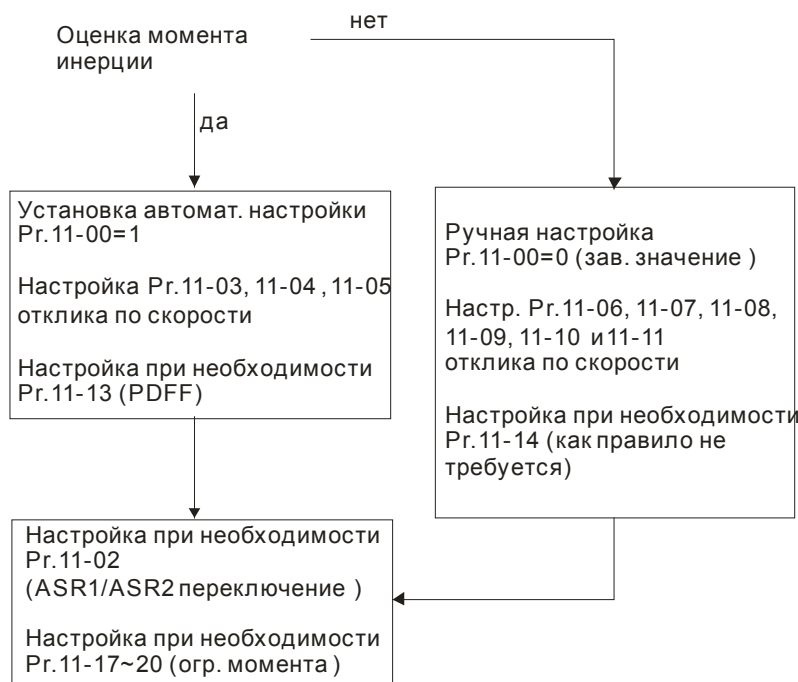 Оценка момента
инерции
нет
да
Установка автомат. настройки
Pr.11-00=1
Настройка Pr.11-03, 11-04 , 11-05
отклика по скорости
Настройка при необходимости
Pr.11-13 (PDFF)
Ручная настройка
Pr.11-00=0 (зав. значение )
Настр. Pr.11-06, 11-07, 11-08,
11-09, 11-10 и 11-11
отклика по скорости
Настройка при необходимости
Pr.11-14 (как правило не
требуется)
Настройка при необходимости
Pr.11-02
(ASR1/ASR2 переключение )
Настройка при необходимости
Pr.11-17~20 (огр. момента )